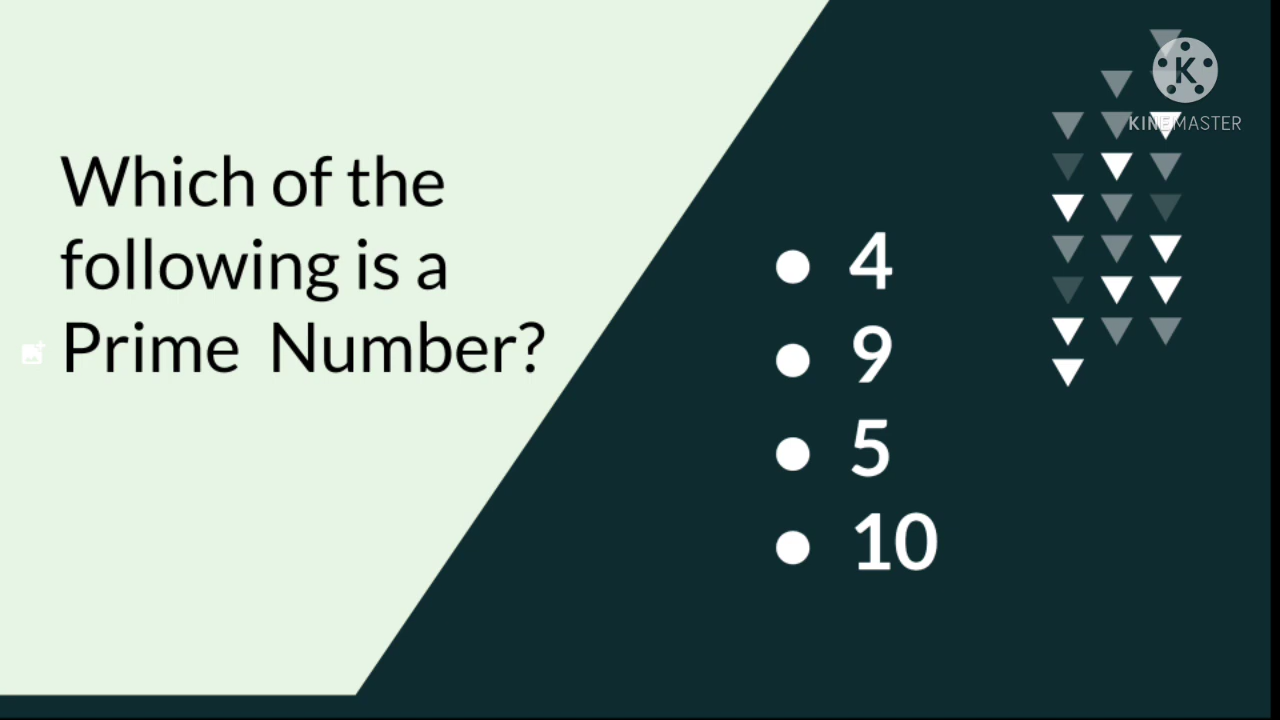 Which of the
following is a
Prime Number?
4
9
5
10
K
KINEMASTER